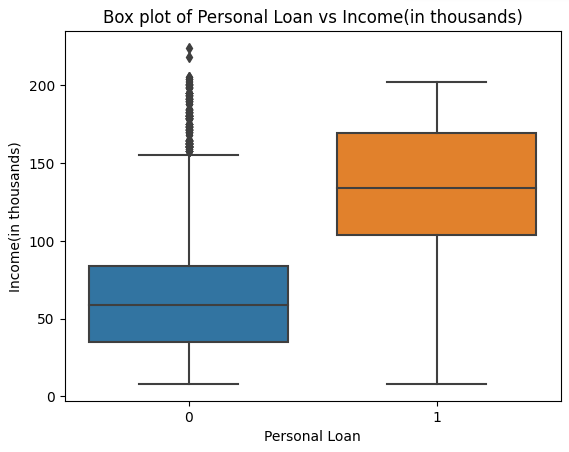 Box plot of Personal Loan vs Income(in thousands)
Income(in thousands)
200
150
100
50
0
0 1
Personal Loan